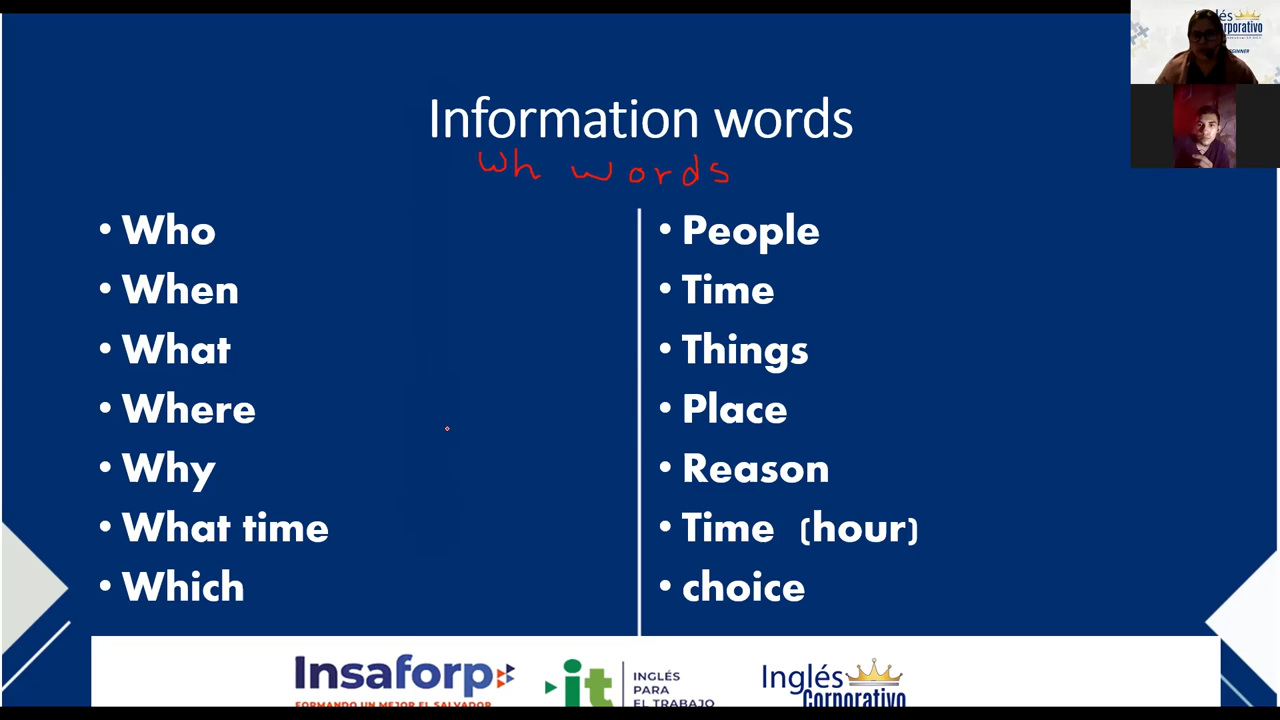 Information words
Wh words
• Who
• When
• What
• Where
• Why
• What time
• Which
• People
• Time
• Things
• Place
• Reason
• Time (hour)
• choice
Insaforp
FORMANDO UN MEJOR EL SALVADOR
it
INGLÉS
PARA
EL TRABAJO
Inglés
Corporativo